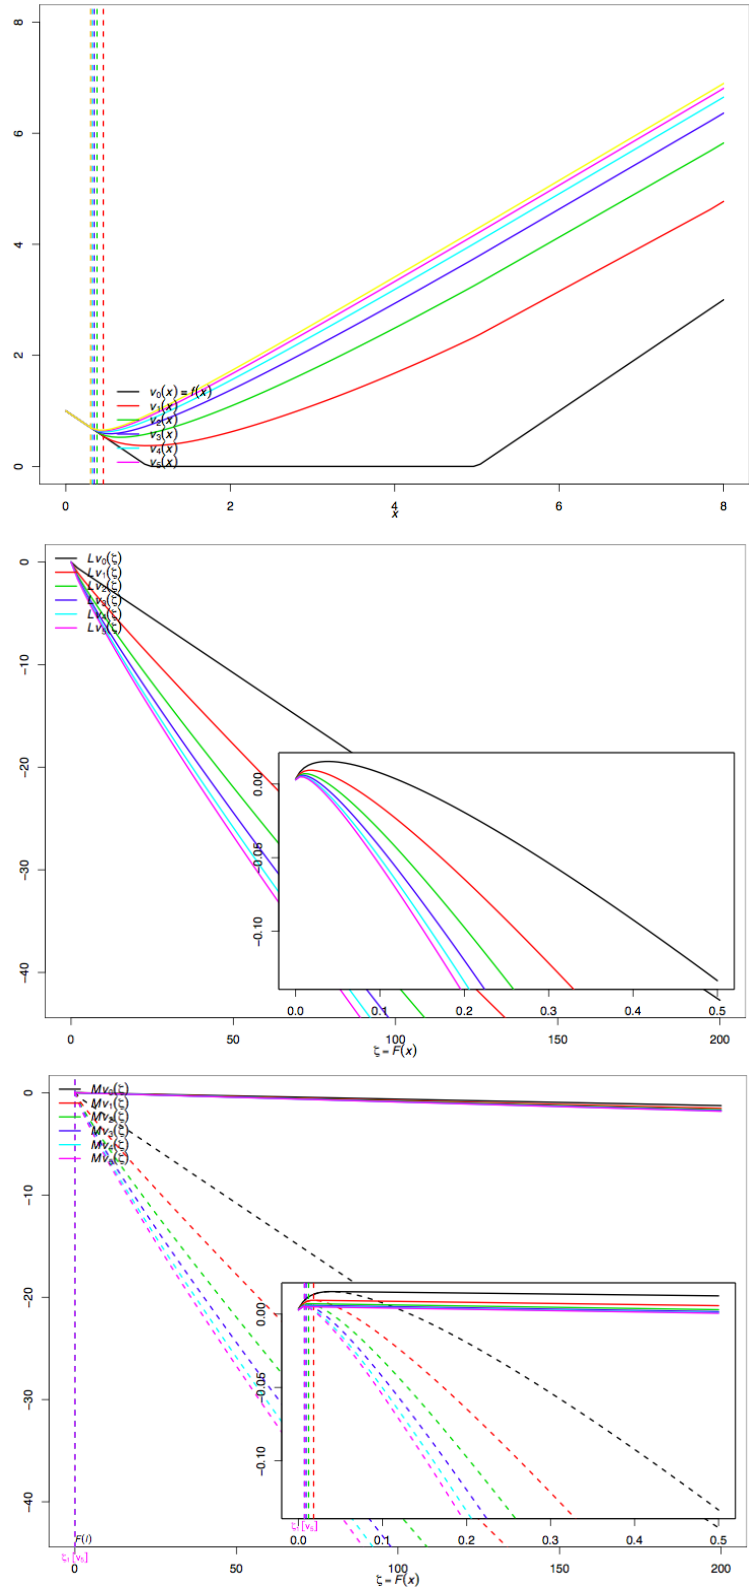 8
6
4
2
0
v₀(x) = f(x)
v₁(x)
v₂(x)
v₃(x)
v₄(x)
v₅(x)
0 2 4 6 8
x
0
-10
-20
-30
-40
Lv₀(ζ)
Lv₁(ζ)
Lv₂(ζ)
Lv₃(ζ)
Lv₄(ζ)
Lv₅(ζ)
0.00
-0.05
-0.10
0.0 0.1 0.2 0.3 0.4 0.5
0 50 100 150 200
ζ = F(x)
0
-10
-20
-30
-40
Mv₀(ζ)
Mv₁(ζ)
Mv₂(ζ)
Mv₃(ζ)
Mv₄(ζ)
Mv₅(ζ)
0.00
-0.05
-0.10
ζ₁ [v₅]
0.0 0.1 0.2 0.3 0.4 0.5
F(l)
ζ₁ [v₅]
0 50 100 150 200
ζ = F(x)